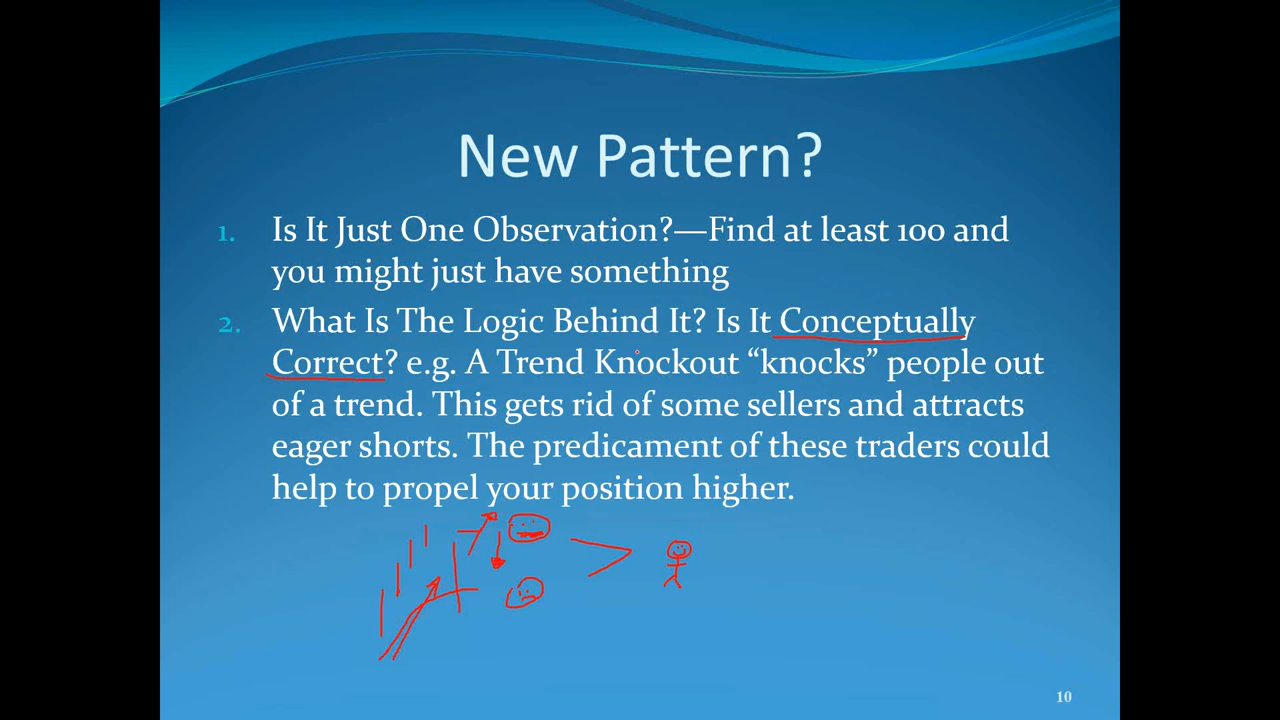 New Pattern?
1. Is It Just One Observation?—Find at least 100 and
you might just have something
2. What Is The Logic Behind It? Is It Conceptually
Correct? e.g. A Trend Knockout “knocks” people out
of a trend. This gets rid of some sellers and attracts
eager shorts. The predicament of these traders could
help to propel your position higher.
10